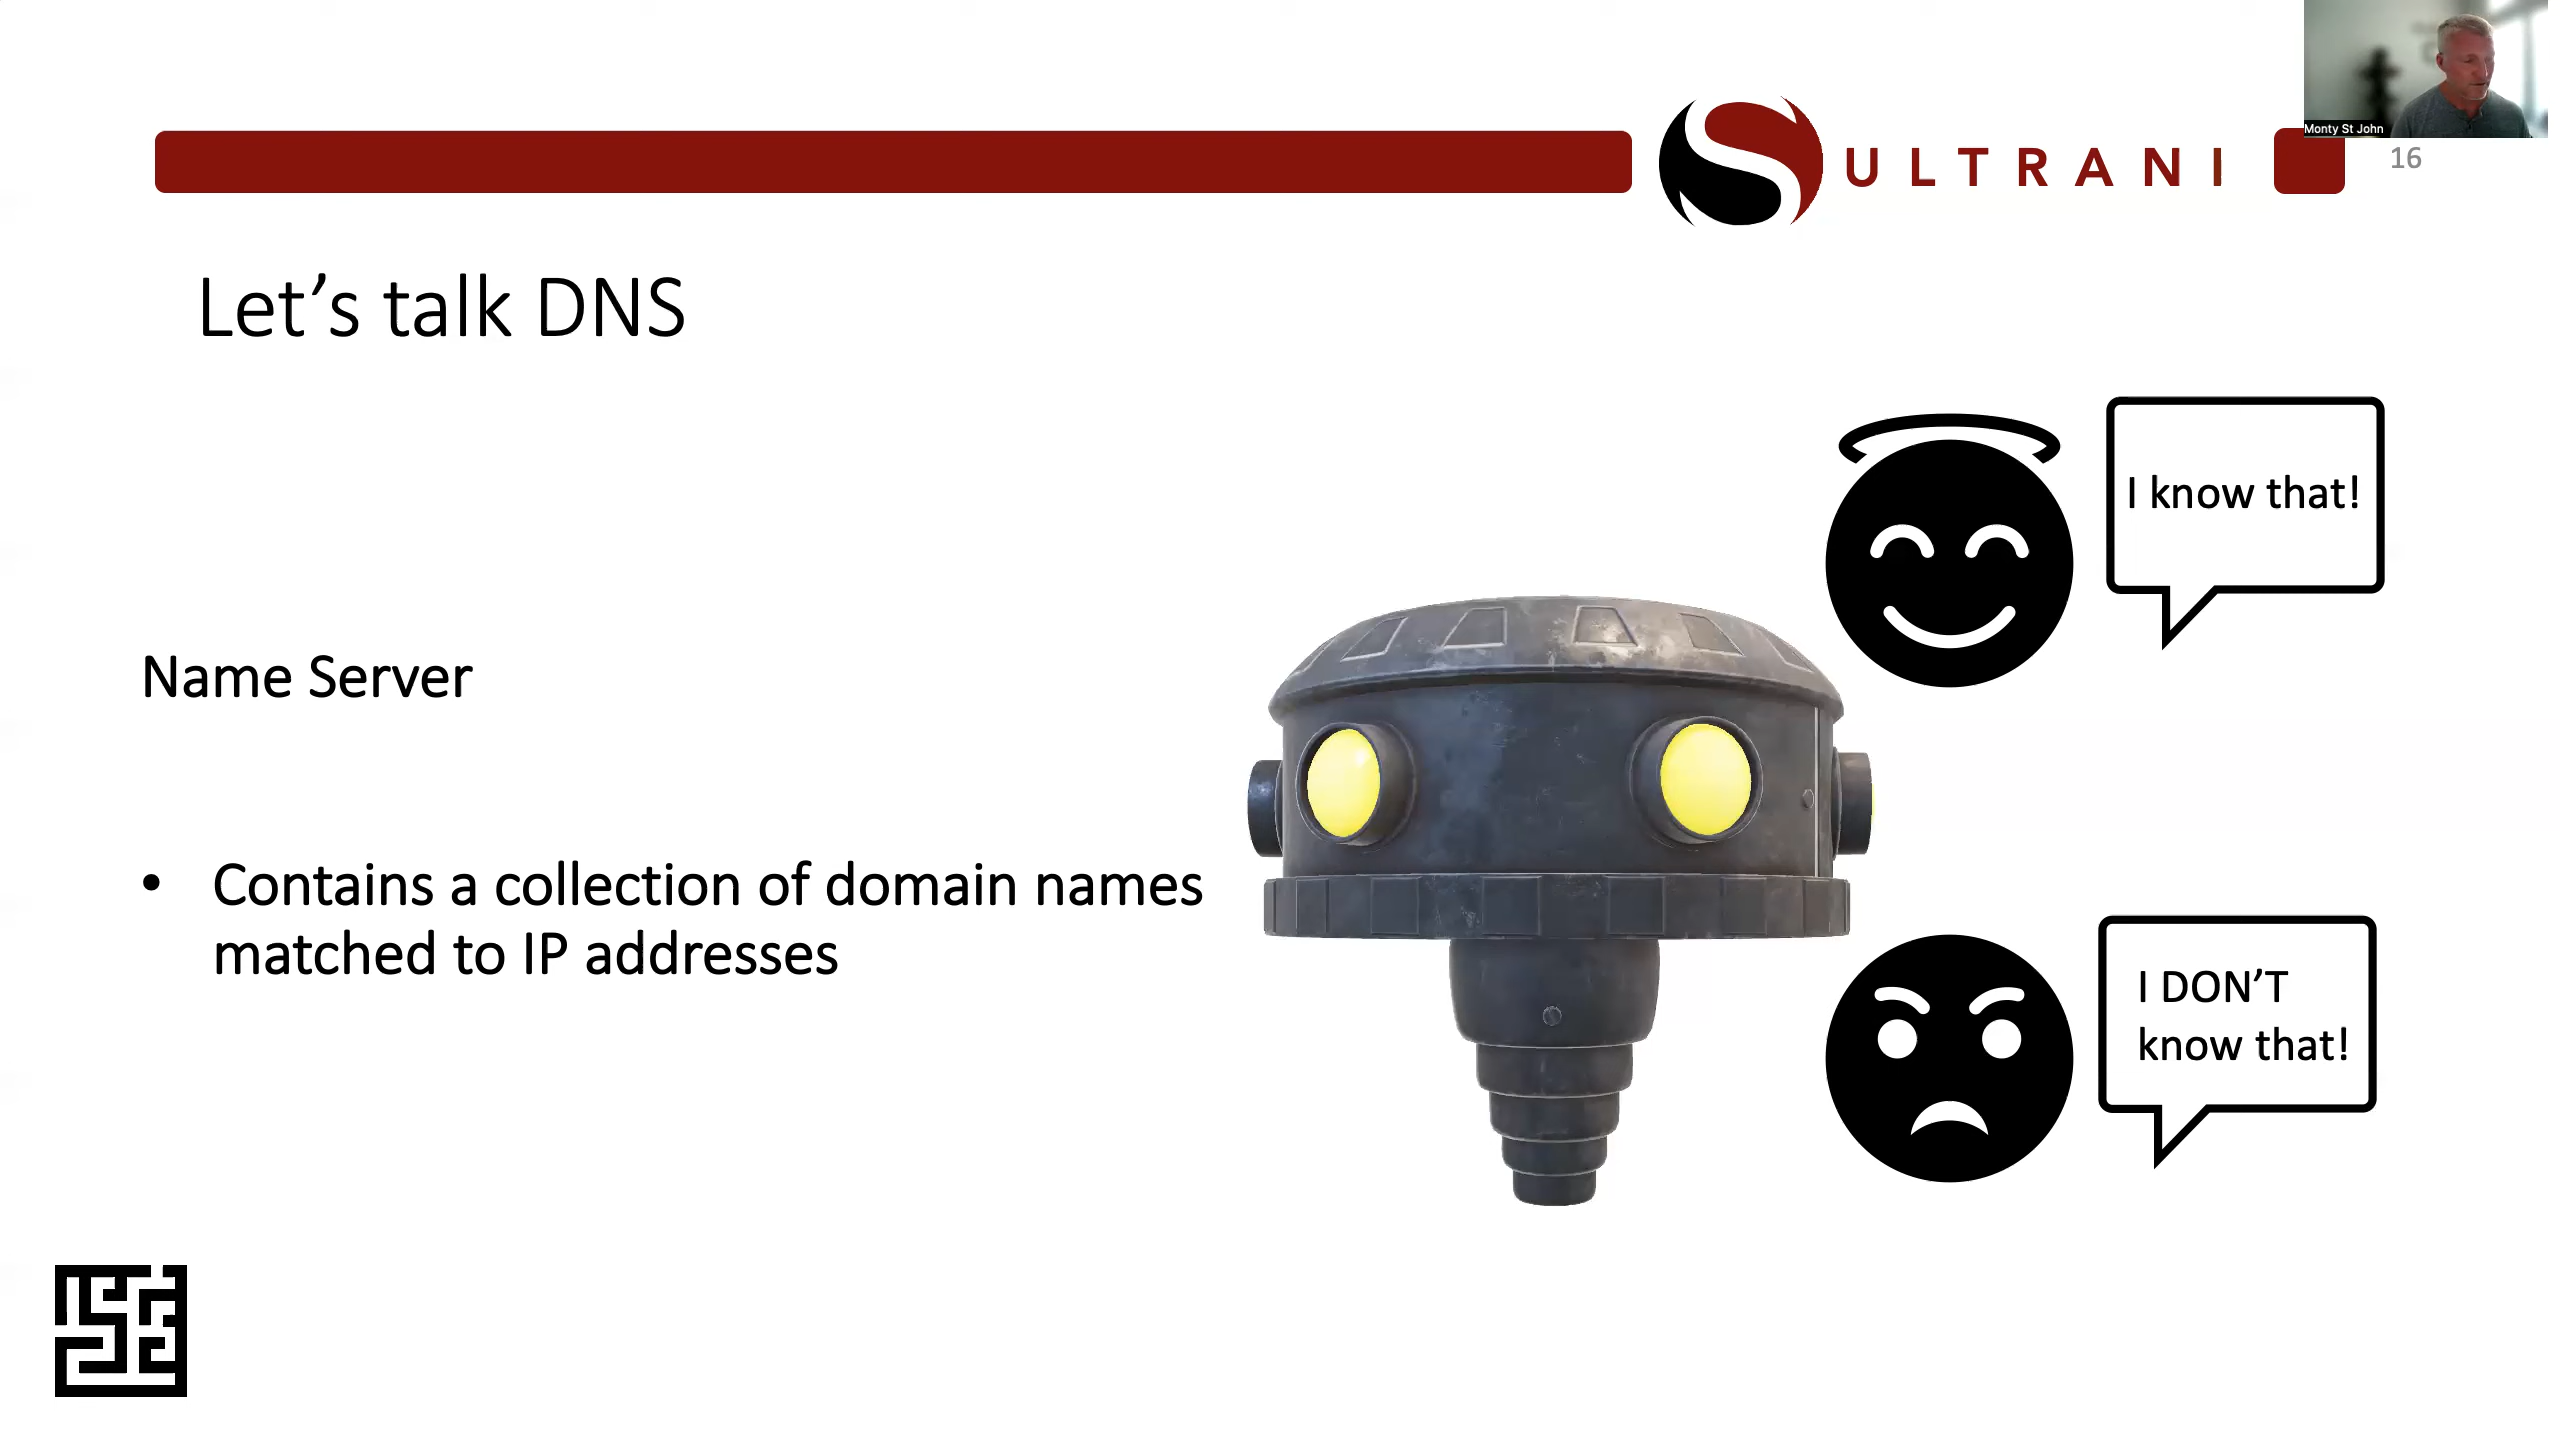 Monty St John
SULTRANI
16
Let’s talk DNS
I know that!
Name Server
• Contains a collection of domain names
matched to IP addresses
I DON’T
know that!